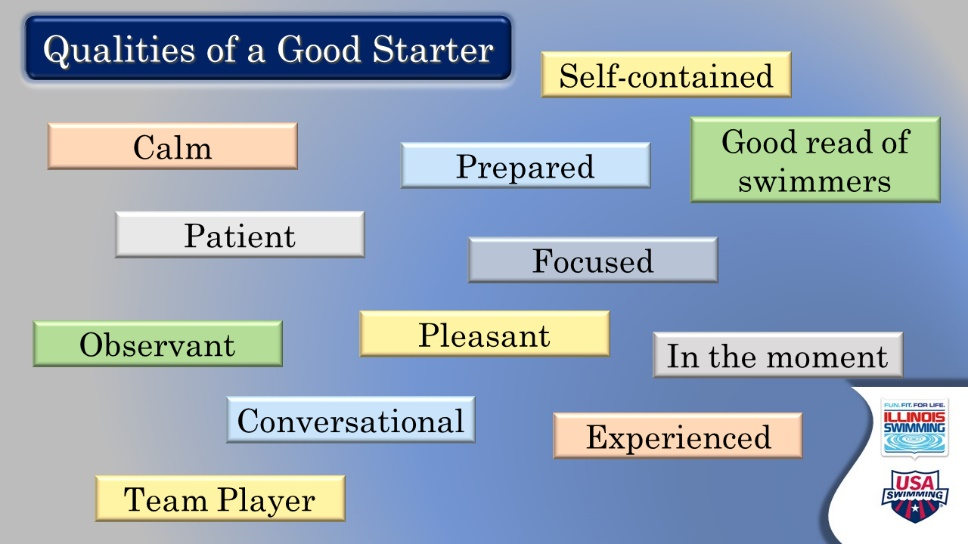 Qualities of a Good Starter
Self-contained
Calm
Prepared
Good read of
swimmers
Patient
Focused
Observant
Pleasant
In the moment
Conversational
Experienced
Team Player
FUN. FIT. FOR LIFE.
ILLINOIS
SWIMMING
USA
SWIMMING